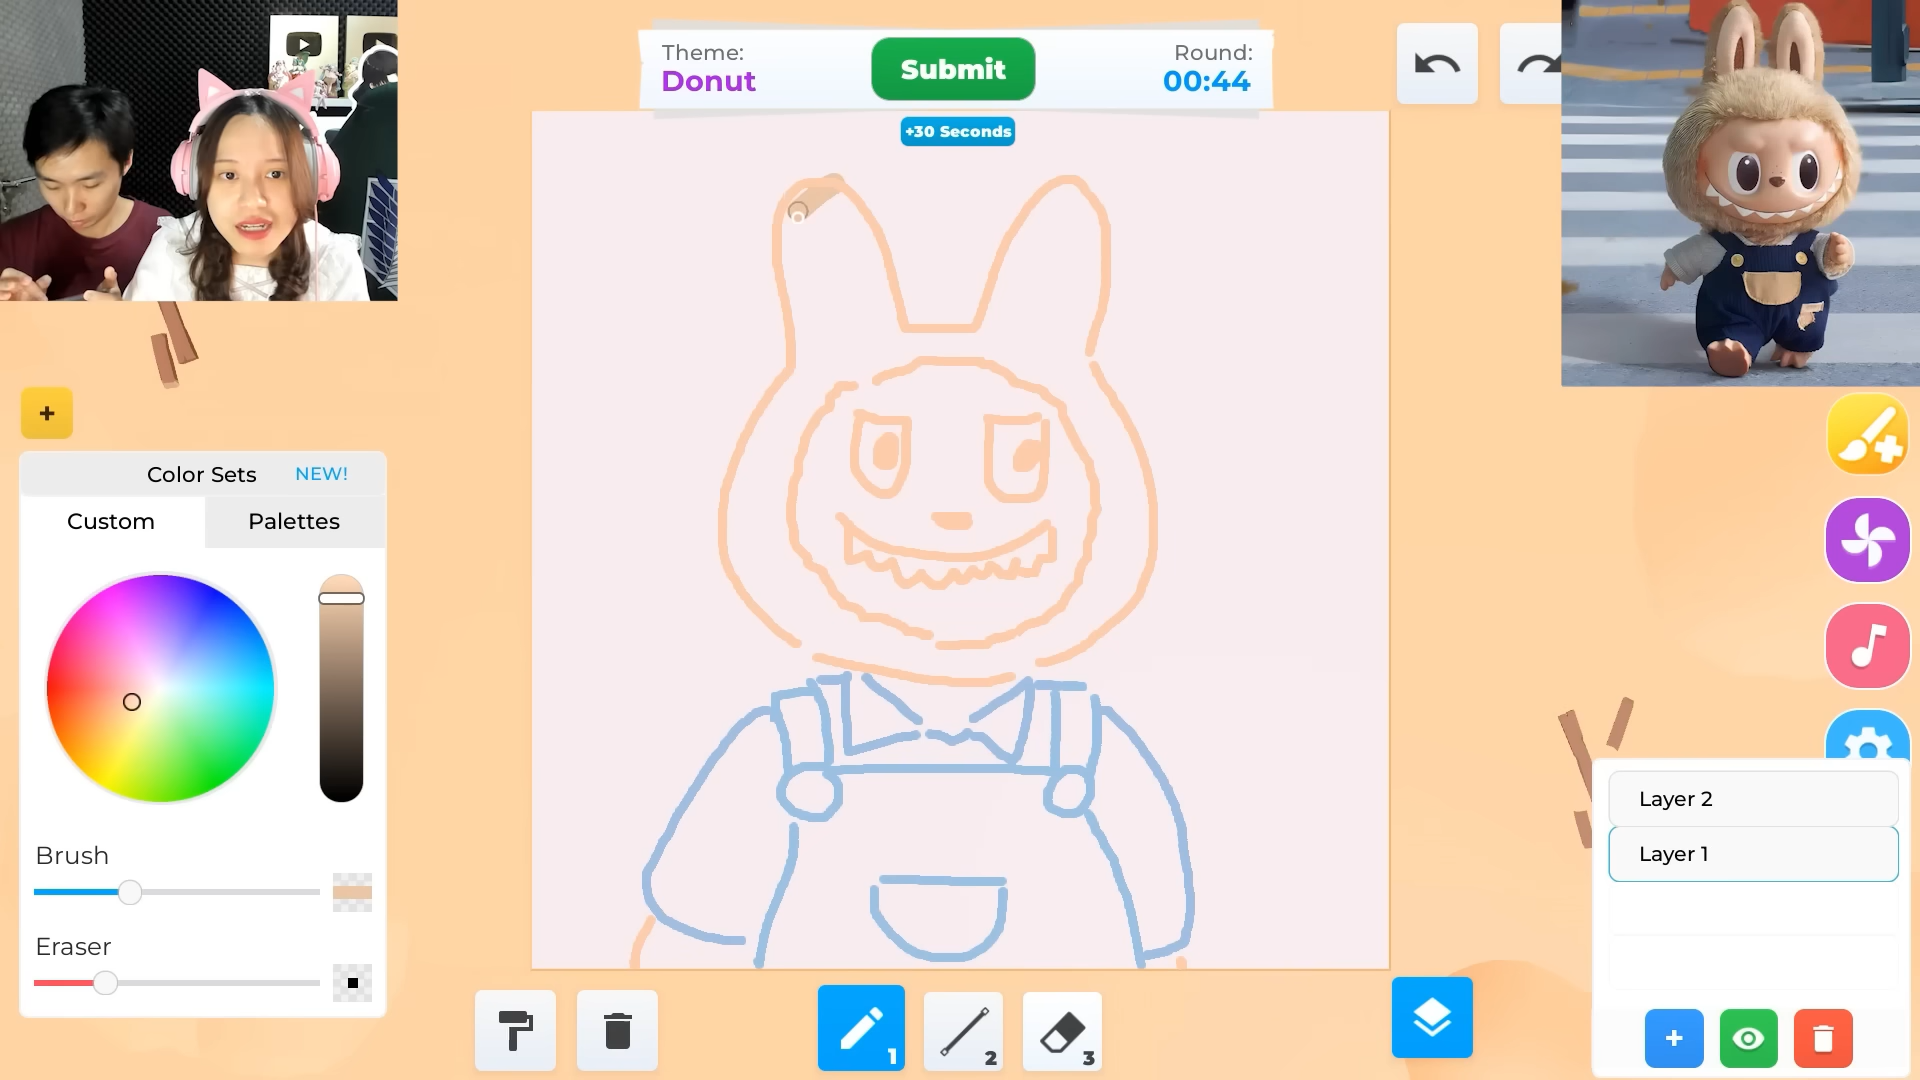 Theme:
Donut
Submit
Round:
00:44
+30 Seconds
+
Color Sets NEW!
Custom Palettes
Brush
Eraser
1
2
3
Layer 2
Layer 1
+